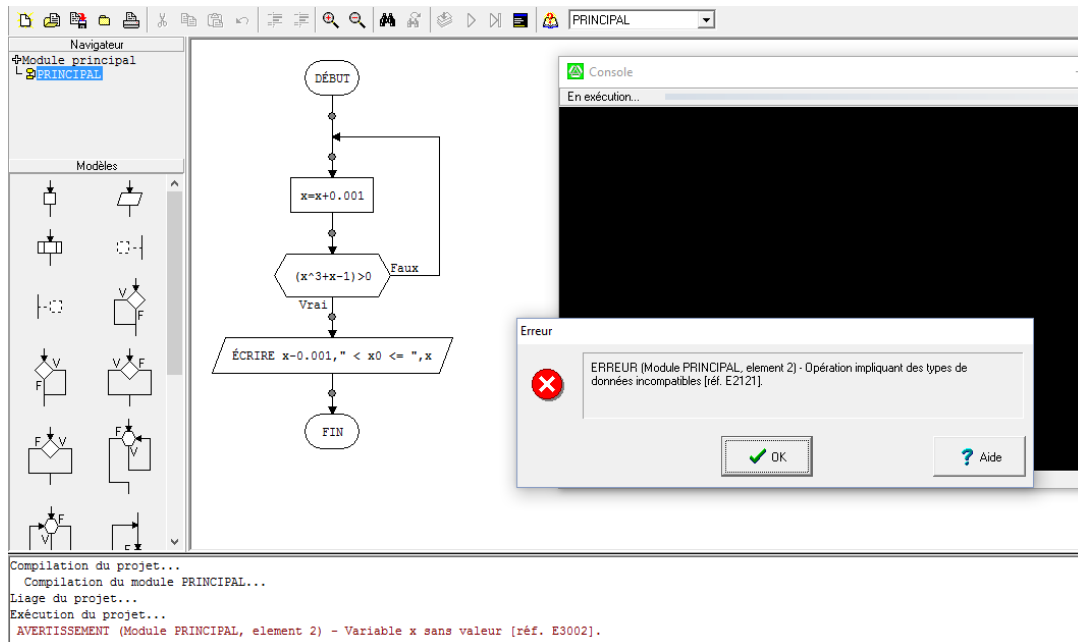 PRINCIPAL
Navigateur
Module principal
PRINCIPAL
Modèles
V
F
V
F
V
F
F
V
F
V
F
V
F
DÉBUT
x=x+0.001
(x^3+x-1)>0
Faux
Vrai
ÉCRIRE x-0.001," < x0 <= ",x
FIN
Console
En exécution...
Erreur
ERREUR (Module PRINCIPAL, element 2) - Opération impliquant des types de
données incompatibles [réf. E2121].
OK
? Aide
Compilation du projet...
Compilation du module PRINCIPAL...
Liage du projet...
Exécution du projet...
AVERTISSEMENT (Module PRINCIPAL, element 2) - Variable x sans valeur [réf. E3002].